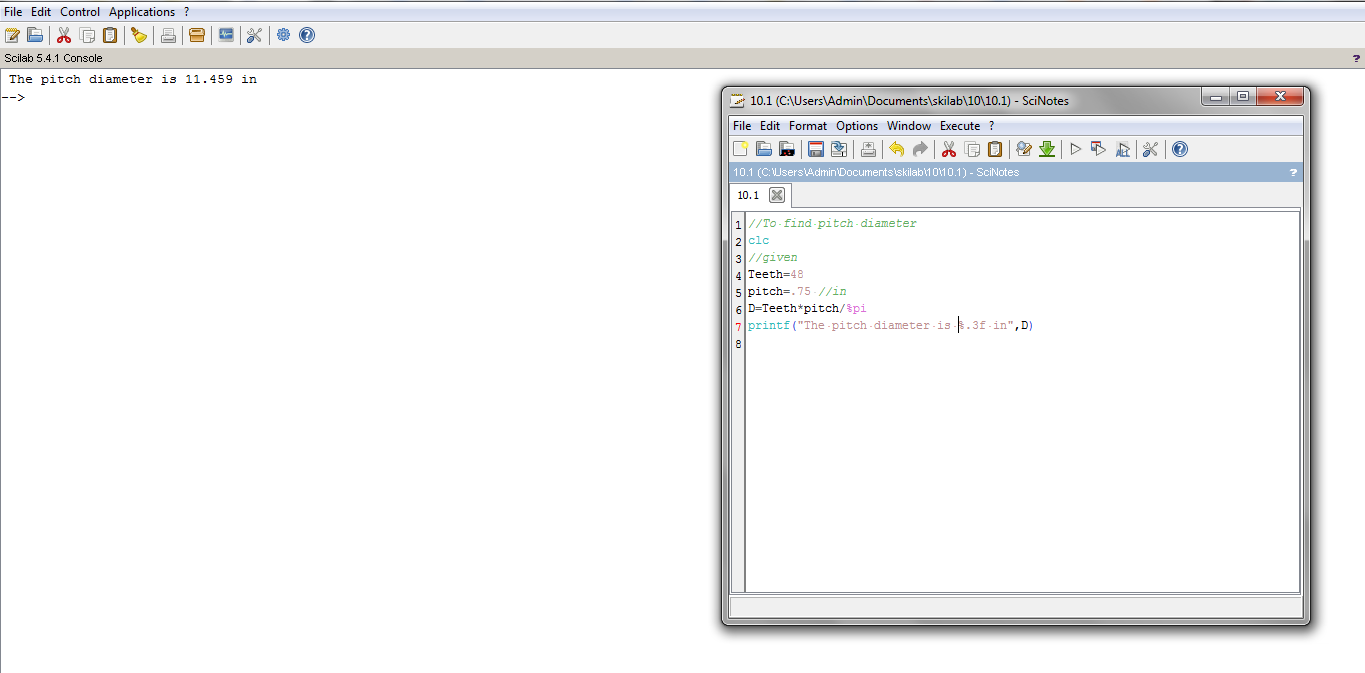 File Edit Control Applications ?
Scilab 5.4.1 Console ?
The pitch diameter is 11.459 in
-->
10.1 (C:\Users\Admin\Documents\skilab\10\10.1) - SciNotes
File Edit Format Options Window Execute ?
10.1 (C:\Users\Admin\Documents\skilab\10\10.1) - SciNotes ?
10.1
1 //To find pitch diameter
2 clc
3 //given
4 Teeth=48
5 pitch=.75 //in
6 D=Teeth*pitch/%pi
7 printf("The pitch diameter is %.3f in",D)
8